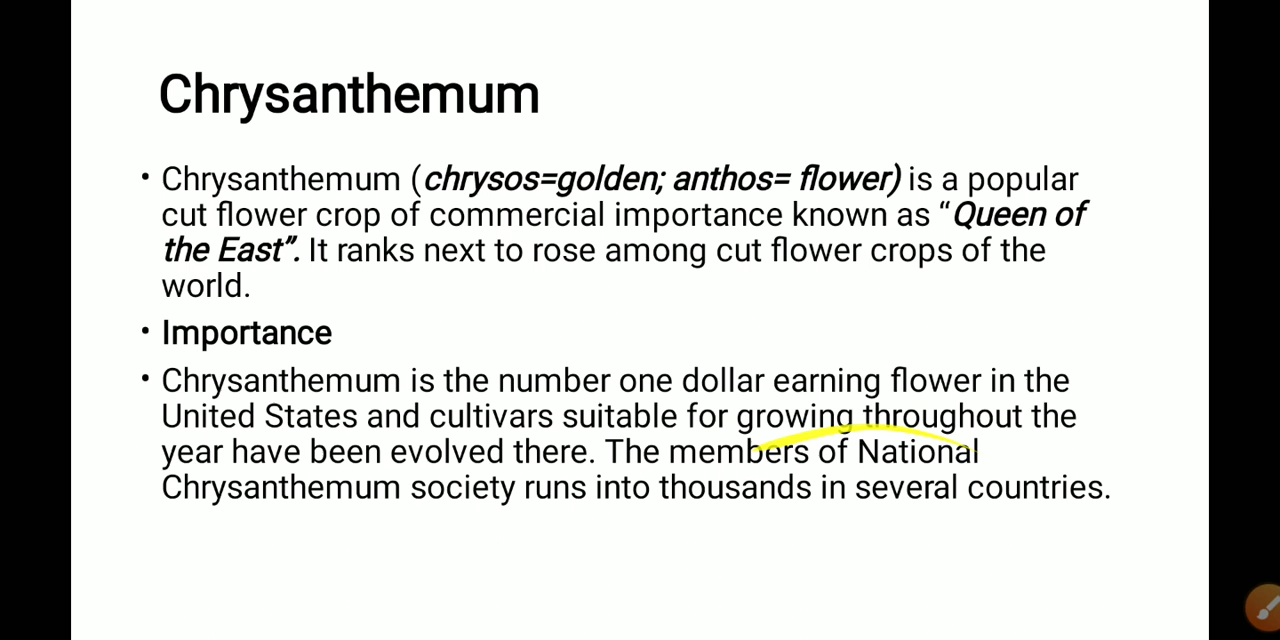 Chrysanthemum
• Chrysanthemum (chrysos=golden; anthos= flower) is a popular
cut flower crop of commercial importance known as “Queen of
the East”. It ranks next to rose among cut flower crops of the
world.
• Importance
• Chrysanthemum is the number one dollar earning flower in the
United States and cultivars suitable for growing throughout the
year have been evolved there. The members of National
Chrysanthemum society runs into thousands in several countries.